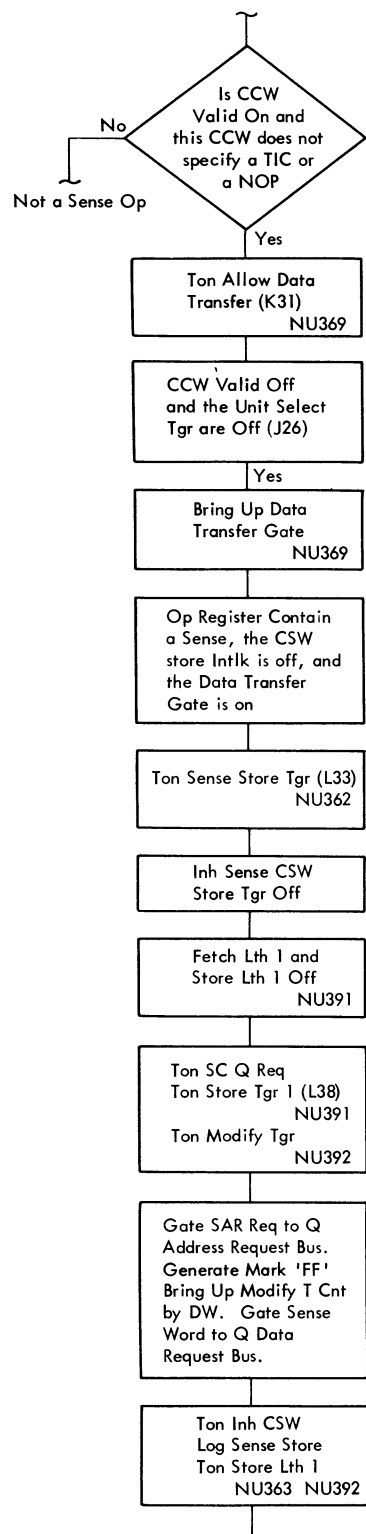 Is CCW
Valid On and
this CCW does not
specify a TIC or
a NOP
No
Not a Sense Op
Yes
Ton Allow Data
Transfer (K31)
NU369
CCW Valid Off
and the Unit Select
Tgr are Off (J26)
Yes
Bring Up Data
Transfer Gate
NU369
Op Register Contain
a Sense, the CSW
store Intlk is off, and
the Data Transfer
Gate is on
Ton Sense Store Tgr (L33)
NU362
Inh Sense CSW
Store Tgr Off
Fetch Lth 1 and
Store Lth 1 Off
NU391
Ton SC Q Req
Ton Store Tgr 1 (L38)
NU391
Ton Modify Tgr
NU392
Gate SAR Req to Q
Address Request Bus.
Generate Mark 'FF'
Bring Up Modify T Cnt
by DW. Gate Sense
Word to Q Data
Request Bus.
Ton Inh CSW
Log Sense Store
Ton Store Lth 1
NU363 NU392